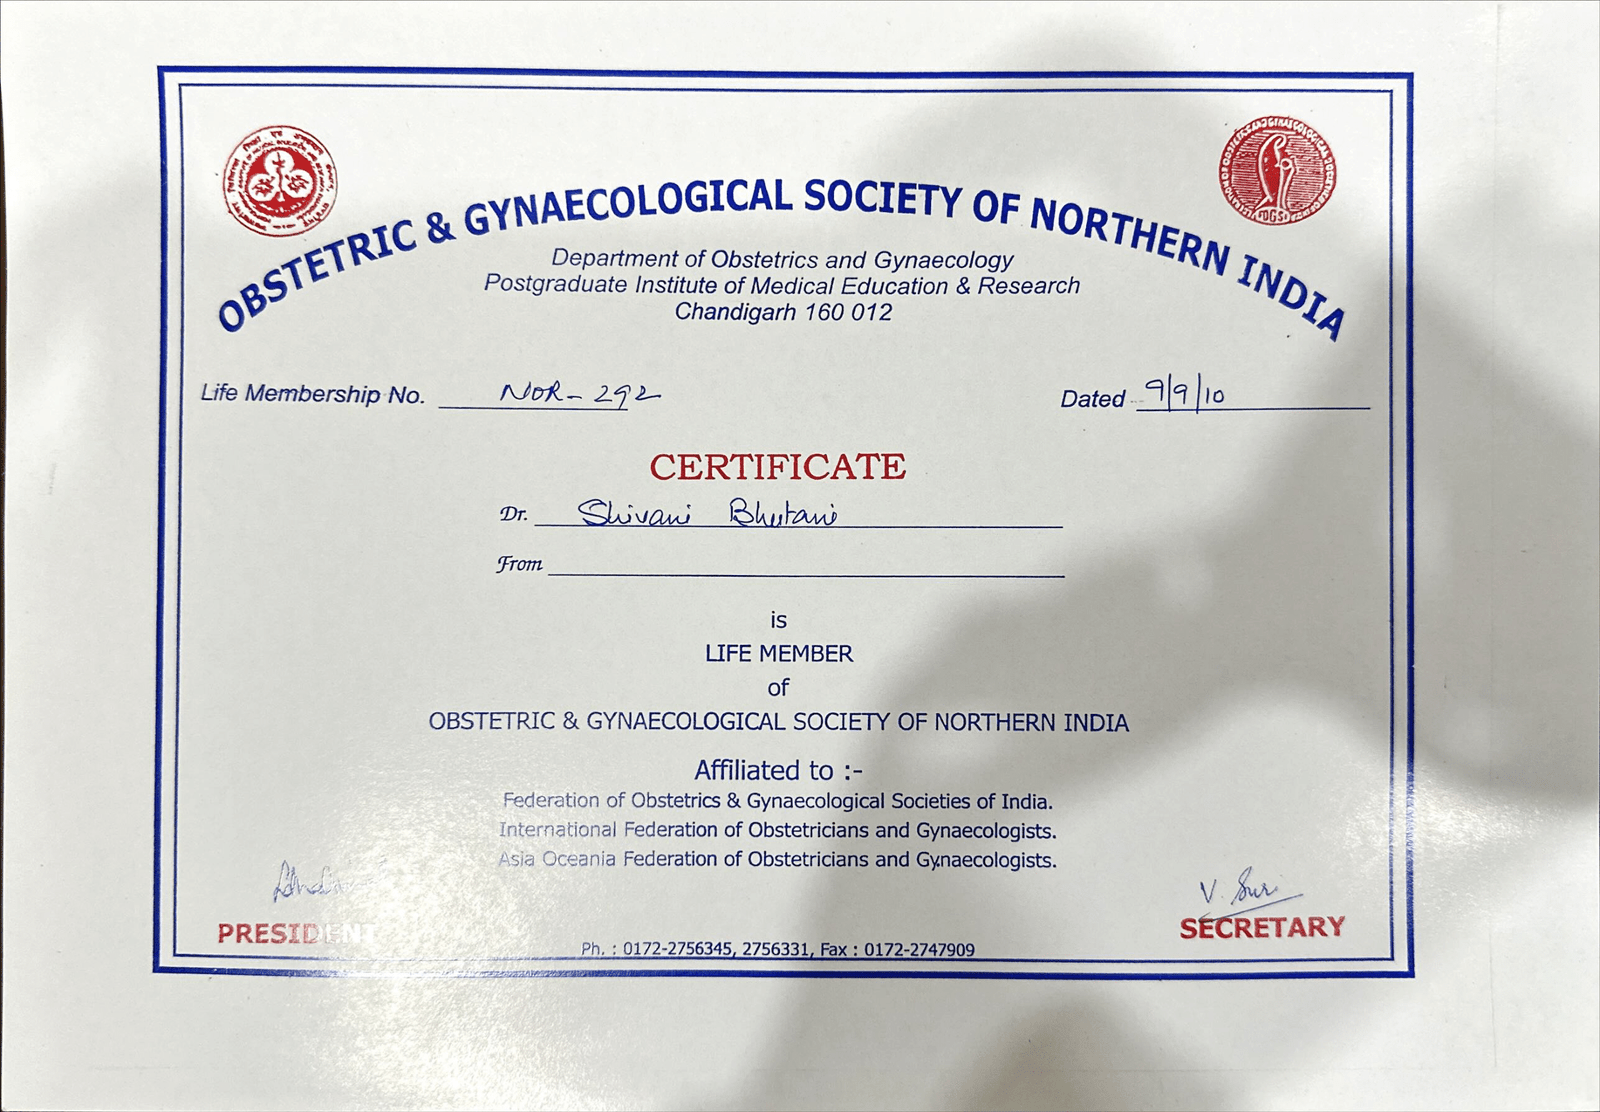 OBSTETRIC & GYNAECOLOGICAL SOCIETY OF NORTHERN INDIA
Department of Obstetrics and Gynaecology
Postgraduate Institute of Medical Education & Research
Chandigarh 160 012
Life Membership No. NOR - 292
Dated 9/9/10
CERTIFICATE
Dr. Shivani Bhutani
From
is
LIFE MEMBER
of
OBSTETRIC & GYNAECOLOGICAL SOCIETY OF NORTHERN INDIA
Affiliated to :-
Federation of Obstetrics & Gynaecological Societies of India.
International Federation of Obstetricians and Gynaecologists.
Asia Oceania Federation of Obstetricians and Gynaecologists.
V. Suri
PRESIDENT
SECRETARY
Ph. : 0172-2756345, 2756331, Fax : 0172-2747909